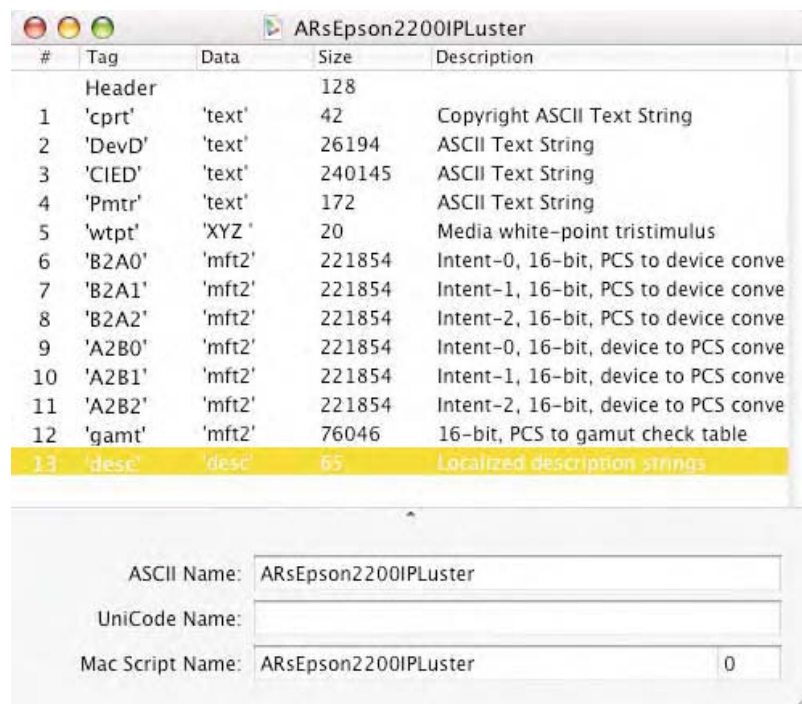 ARsEpson2200IPLuster
# Tag Data Size Description
Header 128
1 'cprt' 'text' 42 Copyright ASCII Text String
2 'DevD' 'text' 26194 ASCII Text String
3 'CIED' 'text' 240145 ASCII Text String
4 'Pmtr' 'text' 172 ASCII Text String
5 'wtpt' 'XYZ ' 20 Media white-point tristimulus
6 'B2A0' 'mft2' 221854 Intent-0, 16-bit, PCS to device conve
7 'B2A1' 'mft2' 221854 Intent-1, 16-bit, PCS to device conve
8 'B2A2' 'mft2' 221854 Intent-2, 16-bit, PCS to device conve
9 'A2B0' 'mft2' 221854 Intent-0, 16-bit, device to PCS conve
10 'A2B1' 'mft2' 221854 Intent-1, 16-bit, device to PCS conve
11 'A2B2' 'mft2' 221854 Intent-2, 16-bit, device to PCS conve
12 'gamt' 'mft2' 76046 16-bit, PCS to gamut check table
13 'desc' 'desc' 65 Localized description strings
ASCII Name: ARsEpson2200IPLuster
UniCode Name:
Mac Script Name: ARsEpson2200IPLuster 0